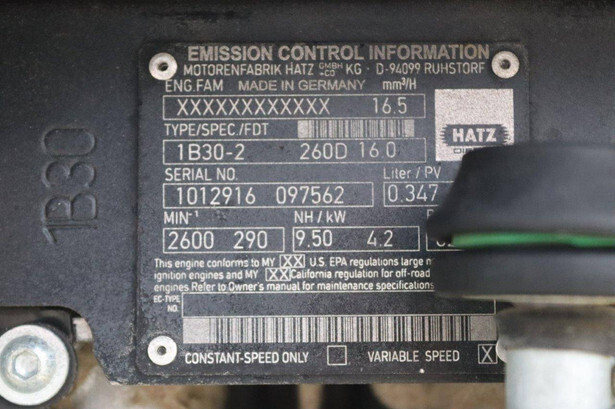 EMISSION CONTROL INFORMATION
MOTORENFABRIK HATZ GMBH +CO KG · D-94099 RUHSTORF
ENG.FAM MADE IN GERMANY mm³/H
XXXXXXXXXXXX 16.5
TYPE/SPEC./FDT
1B30-2 260D 16.0
HATZ
SERIAL NO. Liter / PV
1012916 097562 0.347
MIN⁻¹ NH / kW
2600 290 9.50 4.2
This engine conforms to MY XX U.S. EPA regulations large
ignition engines and MY XX California regulation for off-road
engines. Refer to Owner's manual for maintenance specifications
EC-TYPE NO.
CONSTANT-SPEED ONLY VARIABLE SPEED X
1B30